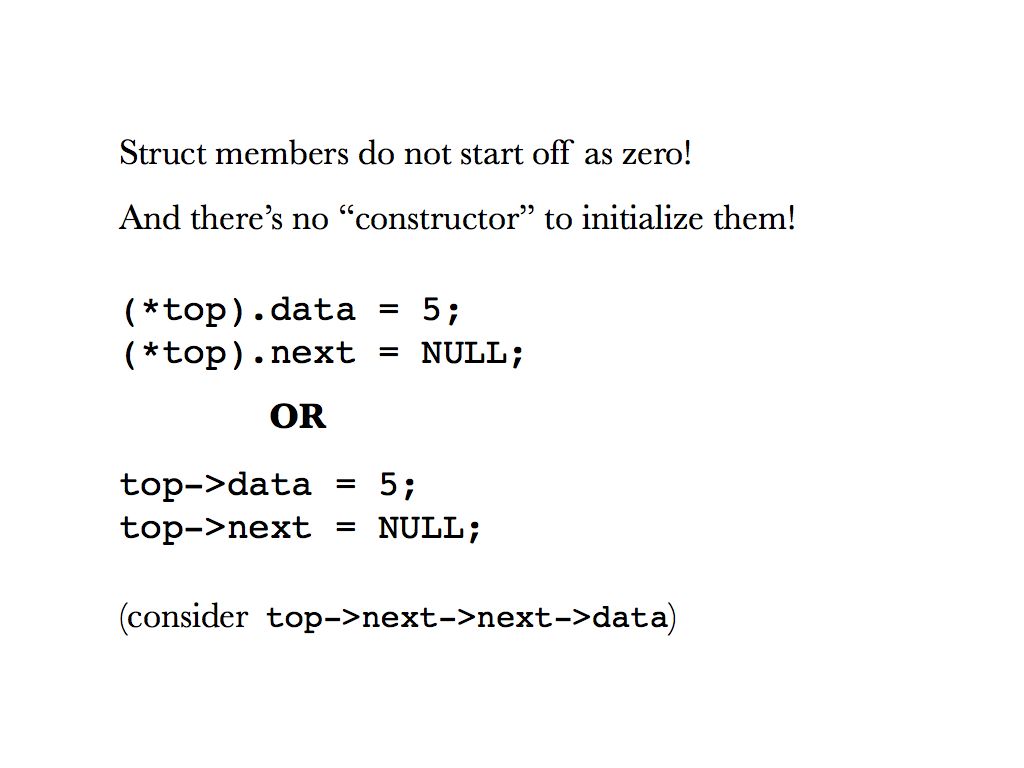 Struct members do not start off as zero!
And there’s no “constructor” to initialize them!
(*top).data = 5;
(*top).next = NULL;
OR
top->data = 5;
top->next = NULL;
(consider top->next->next->data)